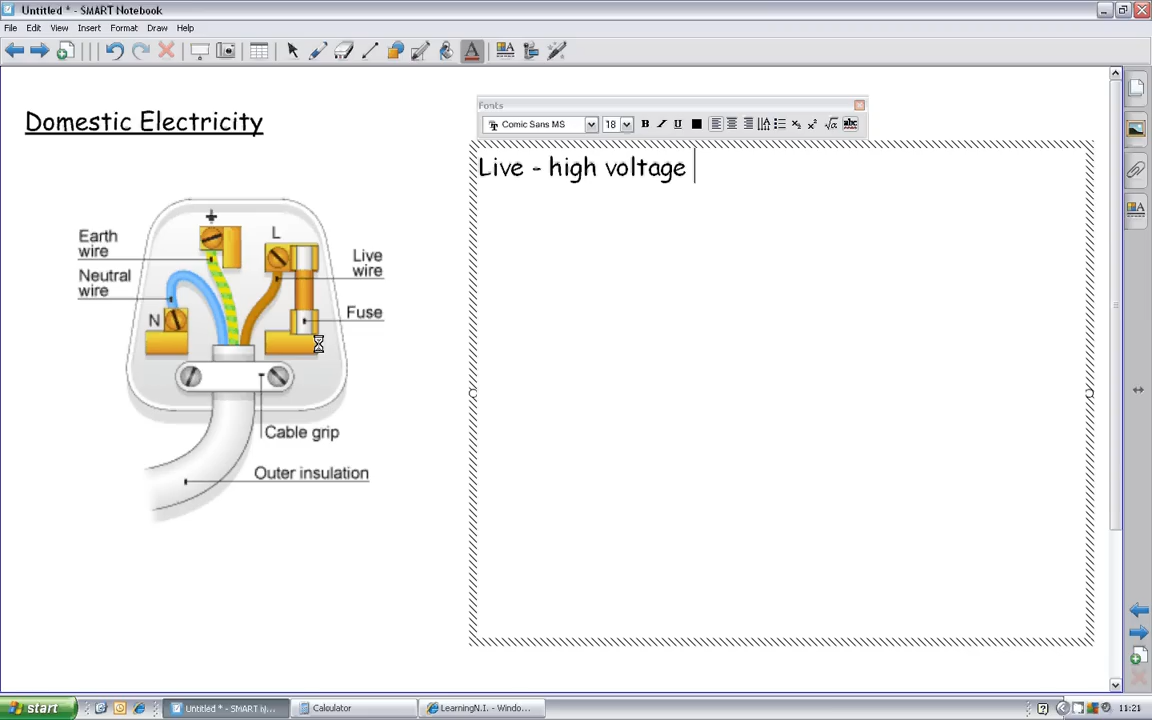 Untitled * - SMART Notebook
File Edit View Insert Format Draw Help
Domestic Electricity
Fonts
Comic Sans MS 18 B I U abc
Live - high voltage
Earth
wire
Neutral
wire
L
Live
wire
Fuse
N
Cable grip
Outer insulation
start
Untitled * - SMART N...
Calculator
LearningN.I. - Windo...
11:21